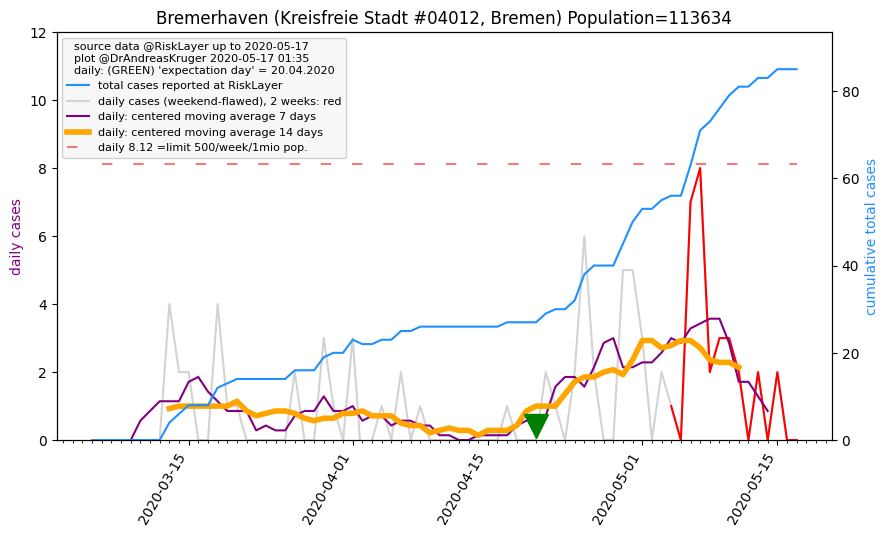 Bremerhaven (Kreisfreie Stadt #04012, Bremen) Population=113634
source data @RiskLayer up to 2020-05-17
plot @DrAndreasKruger 2020-05-17 01:35
daily: (GREEN) 'expectation day' = 20.04.2020
total cases reported at RiskLayer
daily cases (weekend-flawed), 2 weeks: red
daily: centered moving average 7 days
daily: centered moving average 14 days
daily 8.12 =limit 500/week/1mio pop.
daily cases
12
10
8
6
4
2
0
cumulative total cases
80
60
40
20
0
2020-03-15
2020-04-01
2020-04-15
2020-05-01
2020-05-15